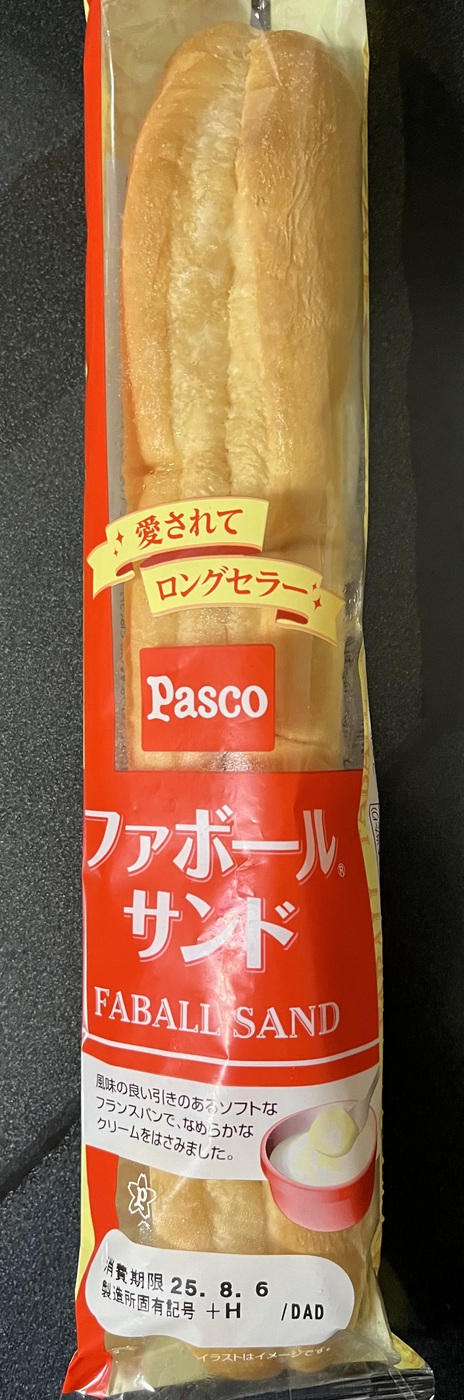 愛されて
ロングセラー
Pasco
ファボール®
サンド
FABALL SAND
風味の良い引きのあるソフトな
フランスパンで、なめらかな
クリームをはさみました。
消費期限 25. 8. 6
製造所固有記号 +H /DAD
イラストはイメージです。